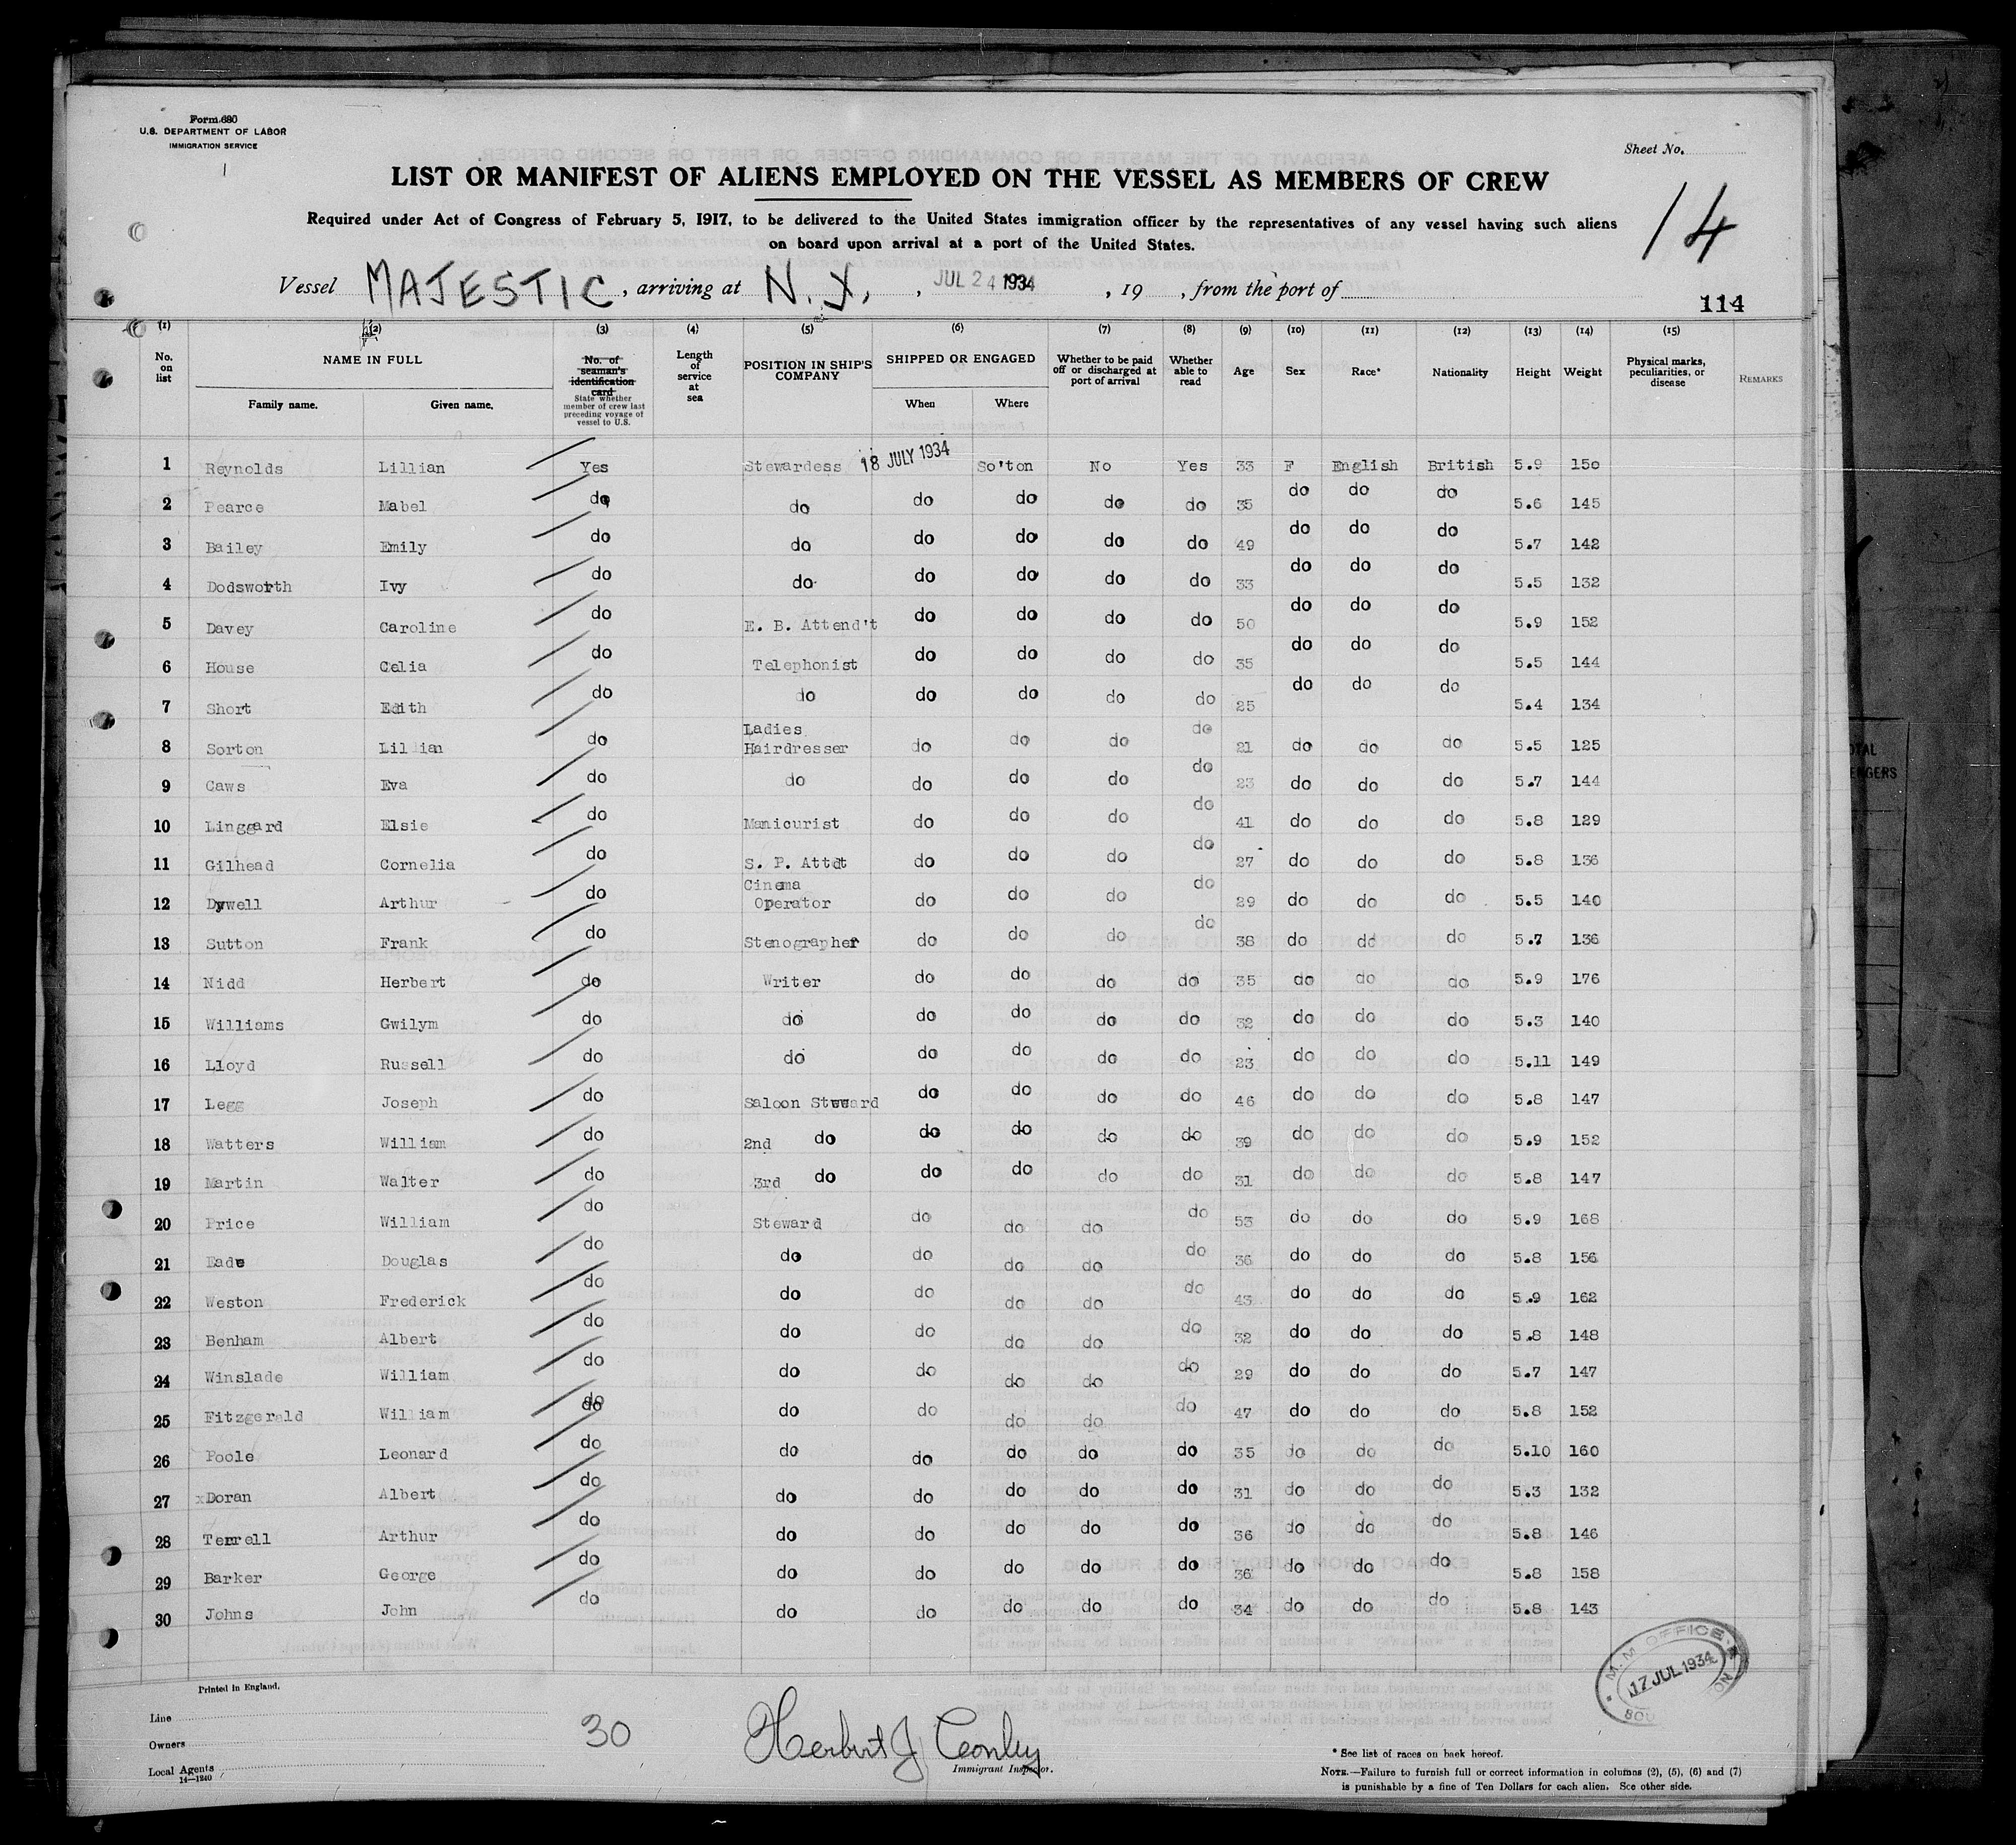 Form 680
U.S. DEPARTMENT OF LABOR
IMMIGRATION SERVICE
Sheet No.
LIST OR MANIFEST OF ALIENS EMPLOYED ON THE VESSEL AS MEMBERS OF CREW
14
Required under Act of Congress of February 5, 1917, to be delivered to the United States immigration officer by the representatives of any vessel having such aliens
on board upon arrival at a port of the United States.
Vessel MAJESTIC, arriving at N.Y., JUL 24 1934, 19 , from the port of
114
(1) (2) (3) (4) (5) (6) (7) (8) (9) (10) (11) (12) (13) (14) (15)
No. on list NAME IN FULL Family name. Given name. No. of seaman's identification card State whether member of crew last preceding voyage of vessel to U.S. Length of service at sea POSITION IN SHIP'S COMPANY SHIPPED OR ENGAGED When Where Whether to be paid off or discharged at port of arrival Whether able to read Age Sex Race* Nationality Height Weight Physical marks, peculiarities, or disease REMARKS
1 Reynolds Lillian Yes Stewardess 18 JULY 1934 So'ton No Yes 33 F English British 5.9 150
2 Pearce Mabel do do do do do do 35 do do do 5.6 145
3 Bailey Emily do do do do do do 49 do do do 5.7 142
4 Dodsworth Ivy do do do do do do 33 do do do 5.5 132
5 Davey Caroline do E. B. Attend't do do do do 50 do do do 5.9 152
6 House Celia do Telephonist do do do do 35 do do do 5.5 144
7 Short Edith do do do do do do 25 do do do 5.4 134
8 Sorton Lillian do Ladies Hairdresser do do do do 21 do do do 5.5 125
9 Caws Eva do do do do do do 23 do do do 5.7 144
10 Linggard Elsie do Manicurist do do do do 41 do do do 5.8 129
11 Gilhead Cornelia do S. P. Attdt do do do do 27 do do do 5.8 136
12 Dywell Arthur do Cinema Operator do do do do 29 do do do 5.5 140
13 Sutton Frank do Stenographer do do do do 38 do do do 5.7 136
14 Nidd Herbert do Writer do do do do 35 do do do 5.9 176
15 Williams Gwilym do do do do do do 32 do do do 5.3 140
16 Lloyd Russell do do do do do do 23 do do do 5.11 149
17 Legg Joseph do Saloon Steward do do do do 46 do do do 5.8 147
18 Watters William do 2nd do do do do do 39 do do do 5.9 152
19 Martin Walter do 3rd do do do do do 31 do do do 5.8 147
20 Price William do Steward do do do do 53 do do do 5.9 168
21 Eade Douglas do do do do do do 36 do do do 5.8 156
22 Weston Frederick do do do do do do 43 do do do 5.9 162
23 Benham Albert do do do do do do 32 do do do 5.8 148
24 Winslade William do do do do do do 29 do do do 5.7 147
25 Fitzgerald William do do do do do do 47 do do do 5.8 152
26 Poole Leonard do do do do do do 35 do do do 5.10 160
27 xDoran Albert do do do do do do 31 do do do 5.3 132
28 Terrell Arthur do do do do do do 36 do do do 5.8 146
29 Barker George do do do do do do 36 do do do 5.8 158
30 Johns John do do do do do do 34 do do do 5.8 143
M. M. OFFICE
17 JUL 1934
Printed in England.
Line
Owners
Local Agents
14—1240
30
Herbert J Conley
Immigrant Inspector.
* See list of races on back hereof.
NOTE.—Failure to furnish full or correct information in columns (2), (5), (6) and (7)
is punishable by a fine of Ten Dollars for each alien. See other side.